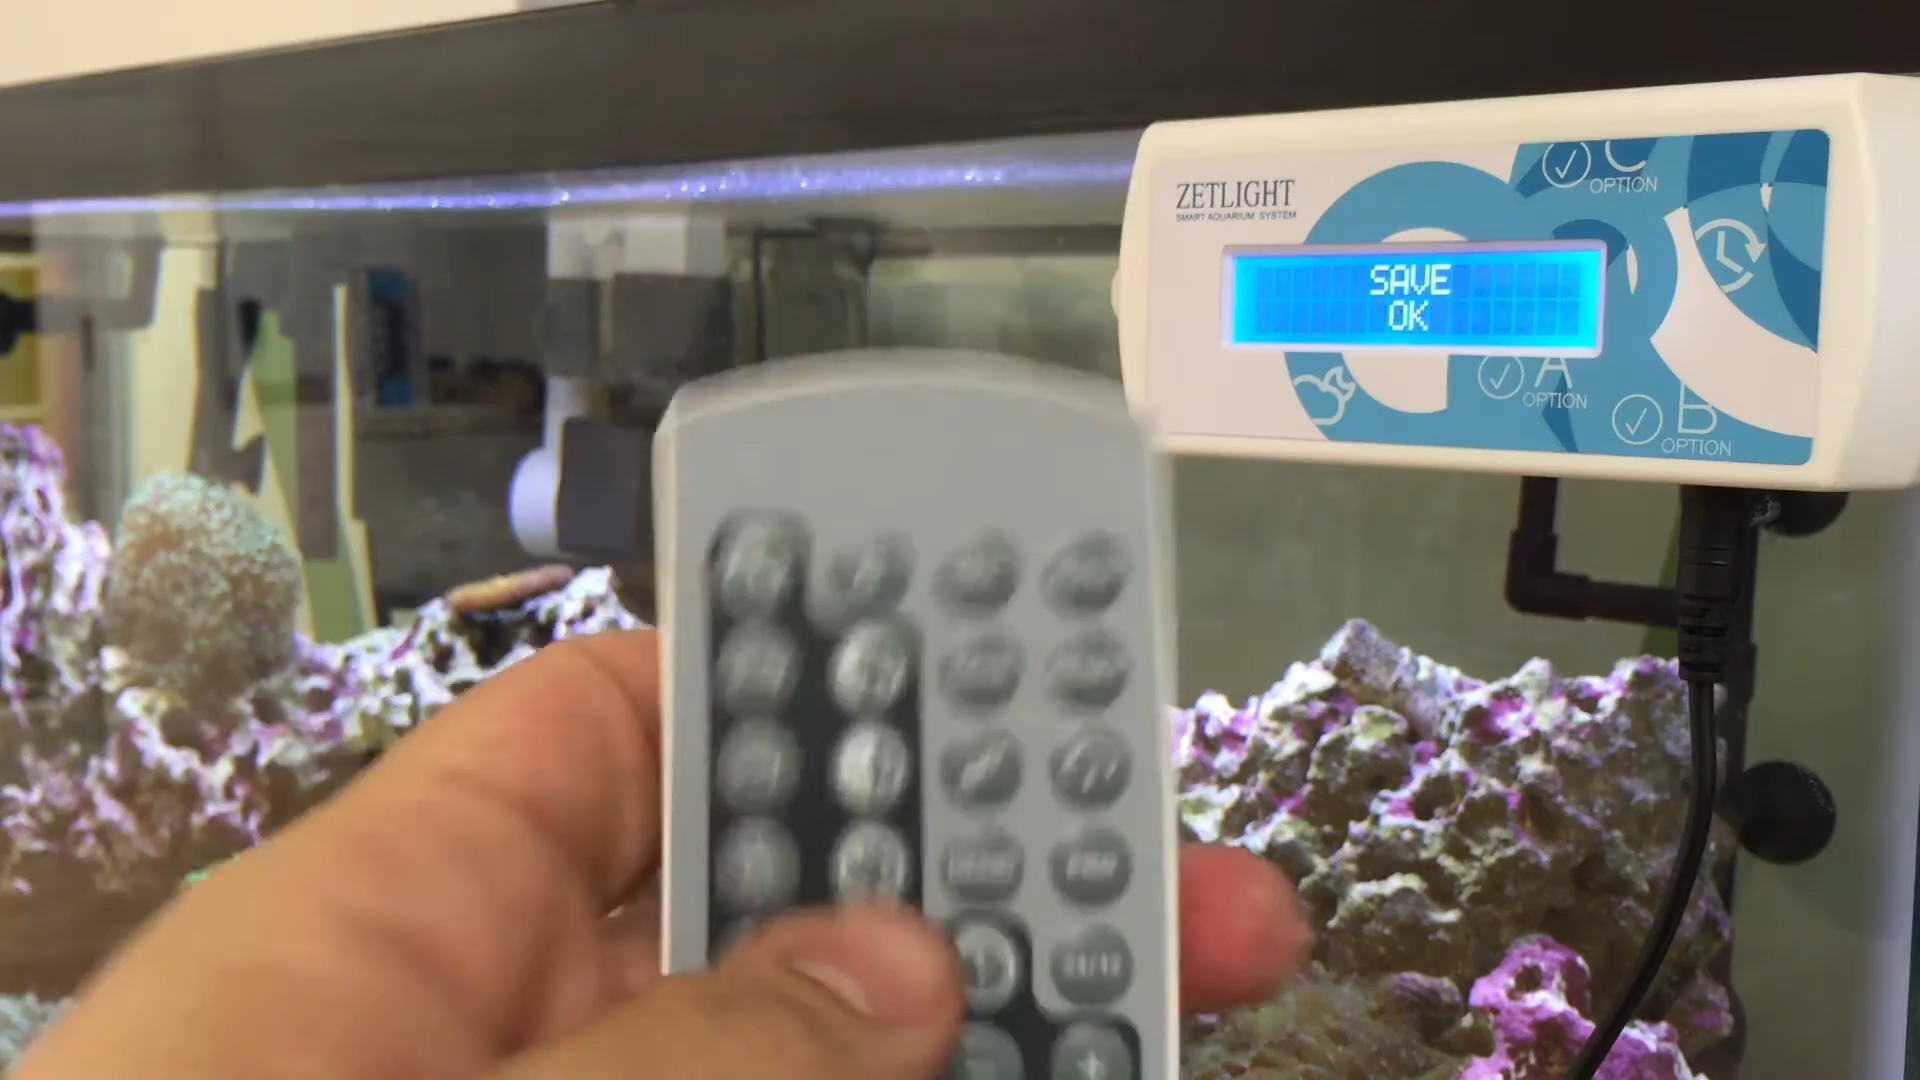 ZETLIGHT
SMART AQUARIUM SYSTEM
C
OPTION
SAVE
OK
A
OPTION
B
OPTION